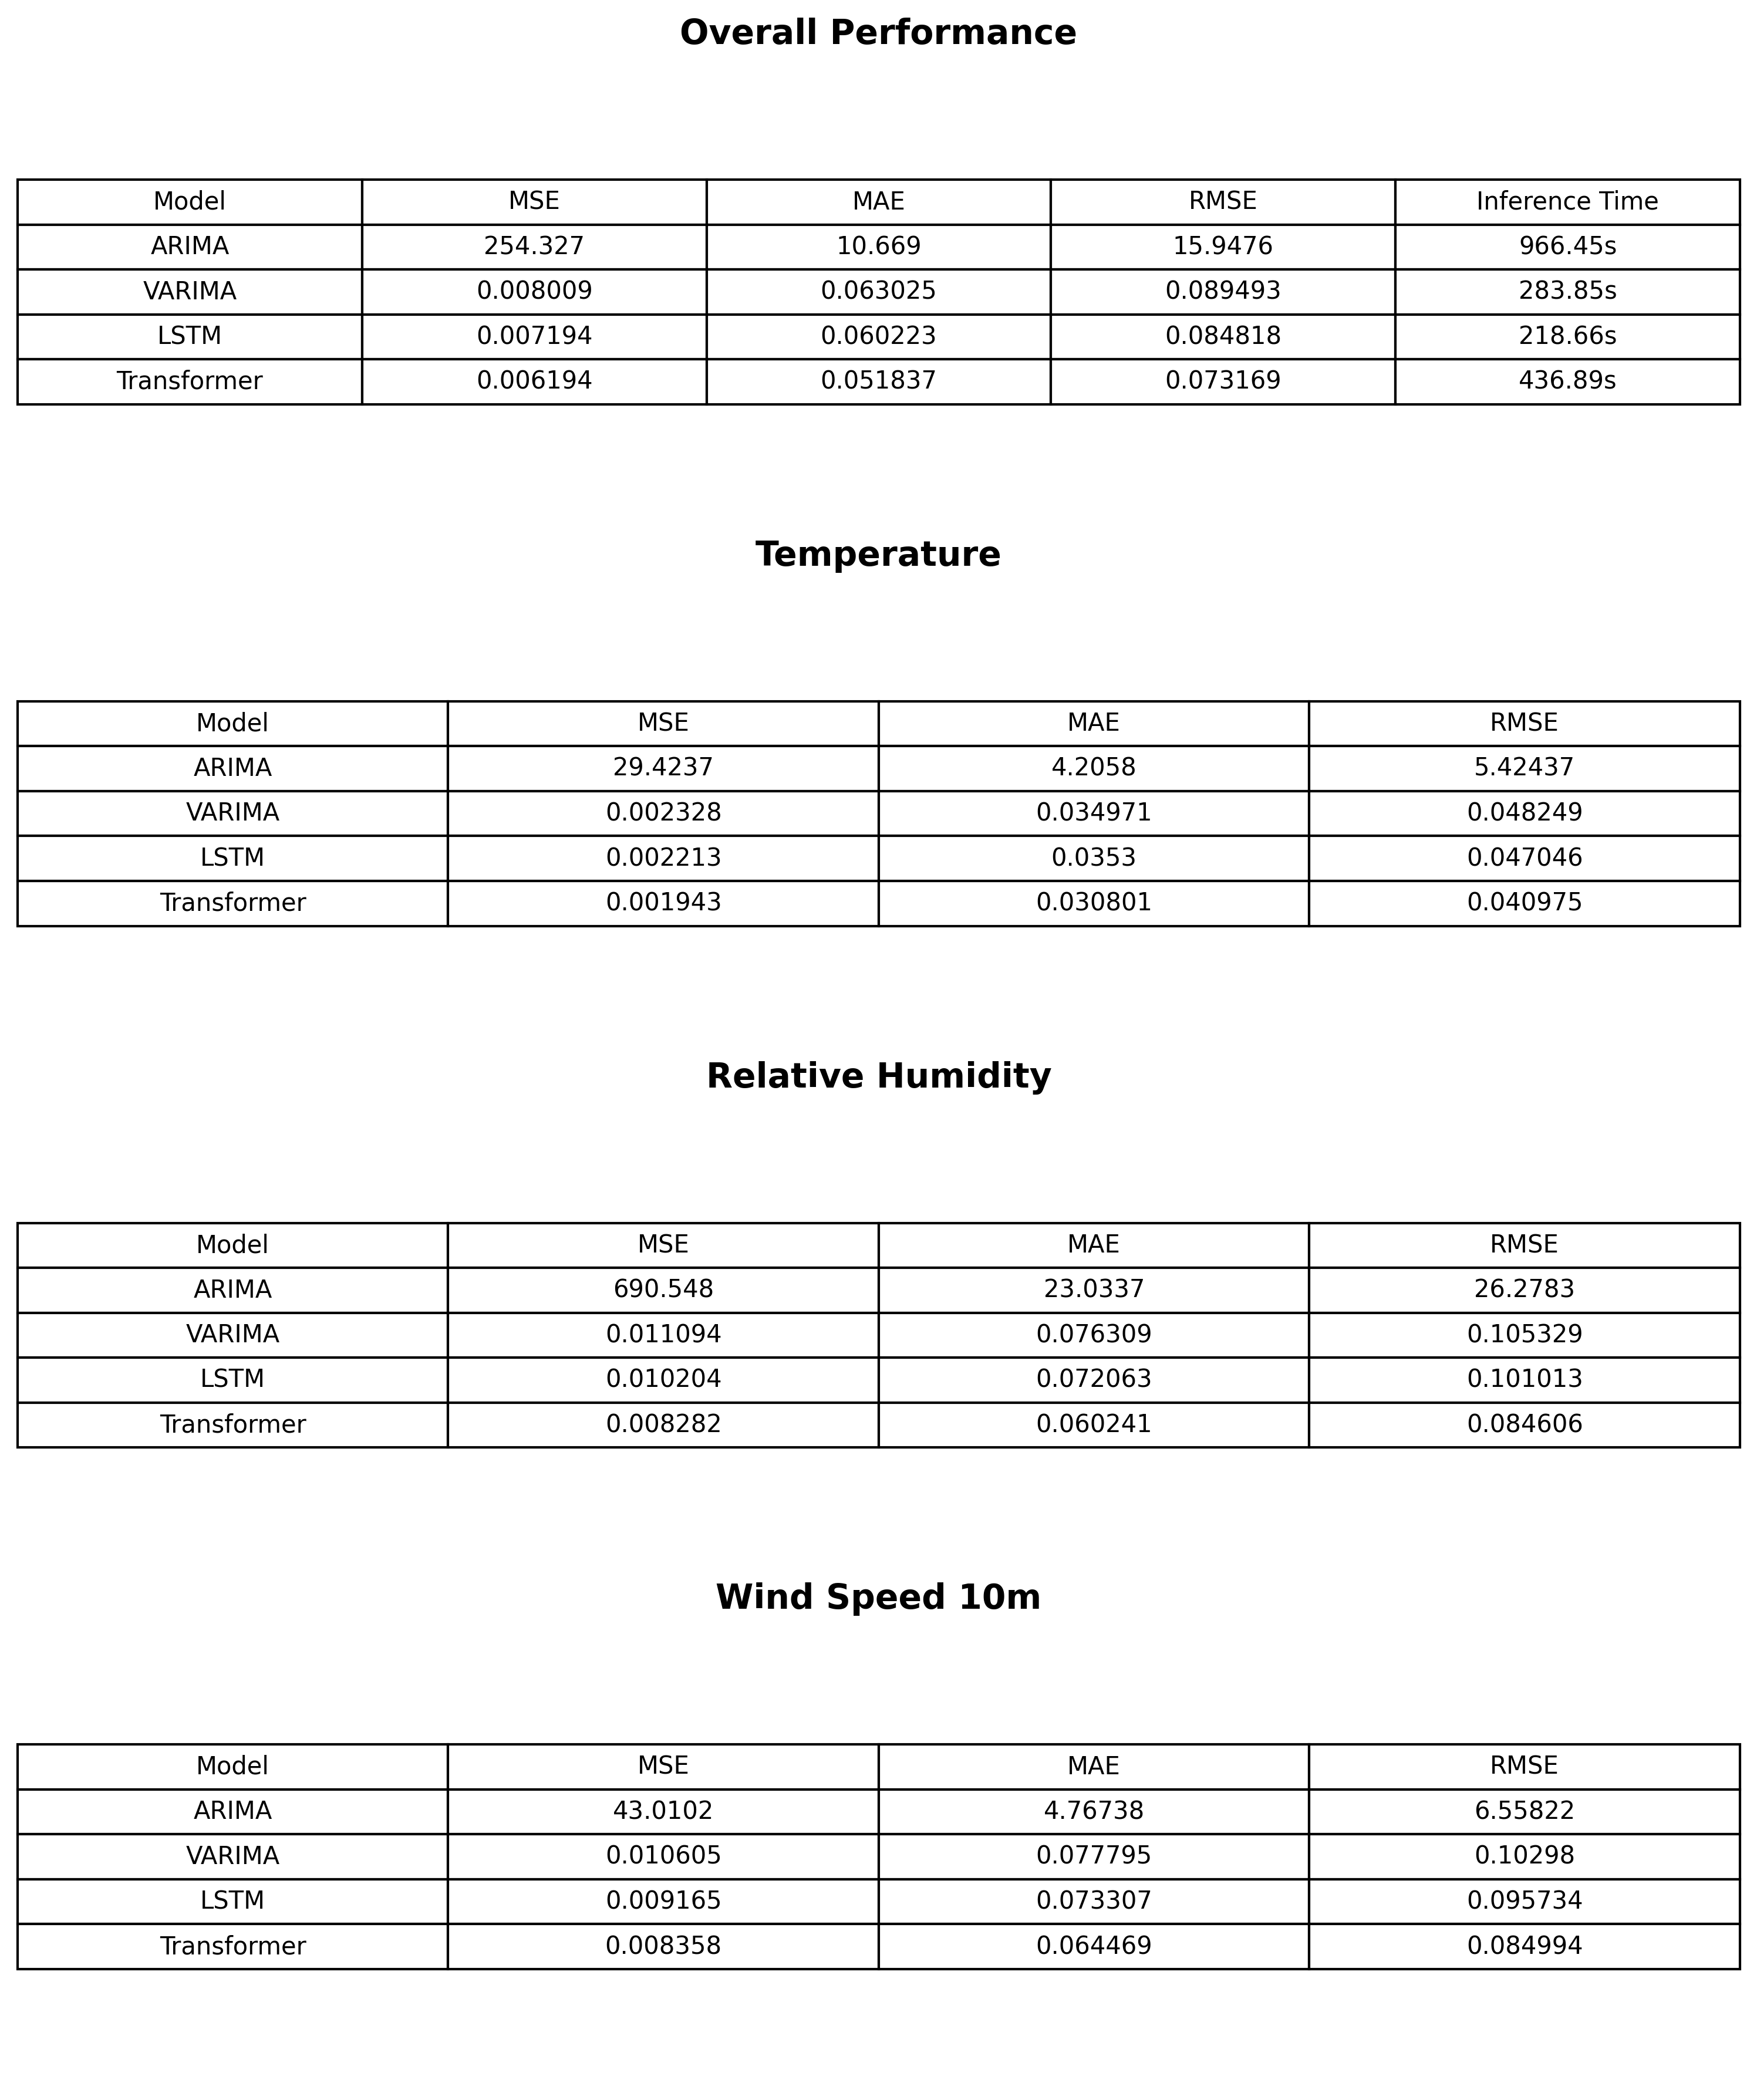 Overall Performance
Model MSE MAE RMSE Inference Time
ARIMA 254.327 10.669 15.9476 966.45s
VARIMA 0.008009 0.063025 0.089493 283.85s
LSTM 0.007194 0.060223 0.084818 218.66s
Transformer 0.006194 0.051837 0.073169 436.89s
Temperature
Model MSE MAE RMSE
ARIMA 29.4237 4.2058 5.42437
VARIMA 0.002328 0.034971 0.048249
LSTM 0.002213 0.0353 0.047046
Transformer 0.001943 0.030801 0.040975
Relative Humidity
Model MSE MAE RMSE
ARIMA 690.548 23.0337 26.2783
VARIMA 0.011094 0.076309 0.105329
LSTM 0.010204 0.072063 0.101013
Transformer 0.008282 0.060241 0.084606
Wind Speed 10m
Model MSE MAE RMSE
ARIMA 43.0102 4.76738 6.55822
VARIMA 0.010605 0.077795 0.10298
LSTM 0.009165 0.073307 0.095734
Transformer 0.008358 0.064469 0.084994